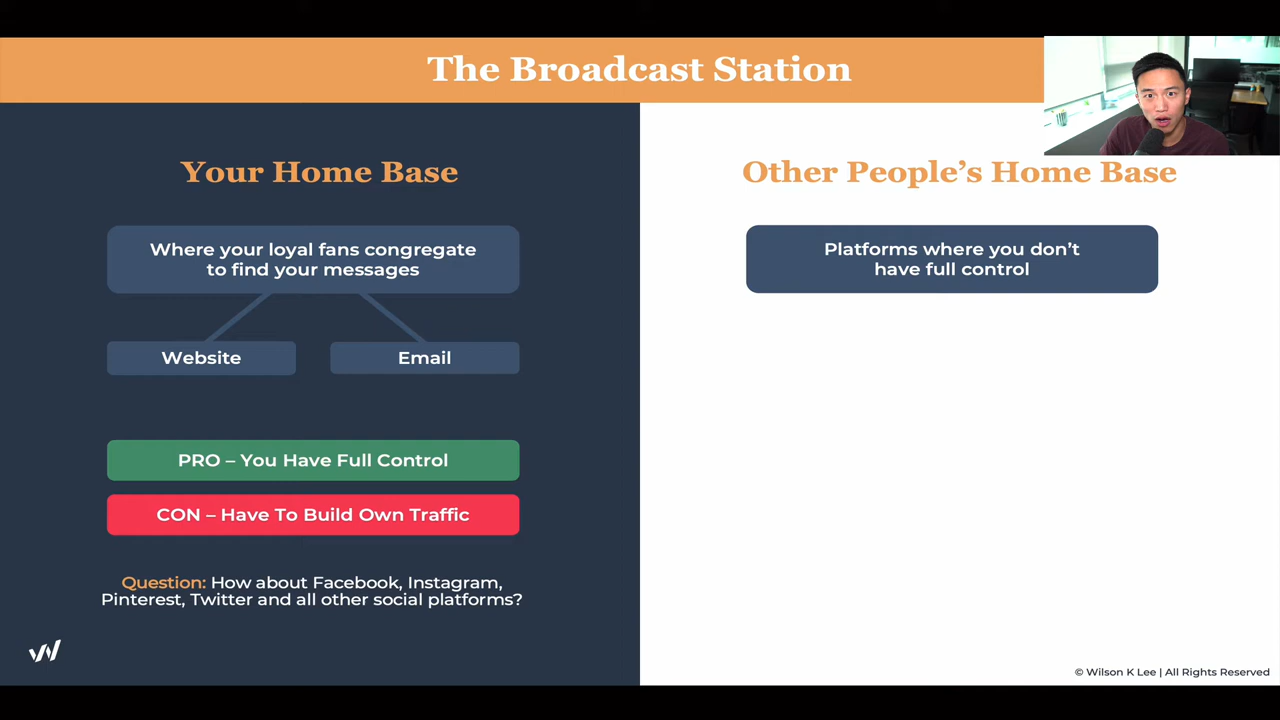 The Broadcast Station
Your Home Base
Where your loyal fans congregate
to find your messages
Website
Email
PRO – You Have Full Control
CON – Have To Build Own Traffic
Question: How about Facebook, Instagram,
Pinterest, Twitter and all other social platforms?
Other People’s Home Base
Platforms where you don’t
have full control
© Wilson K Lee | All Rights Reserved